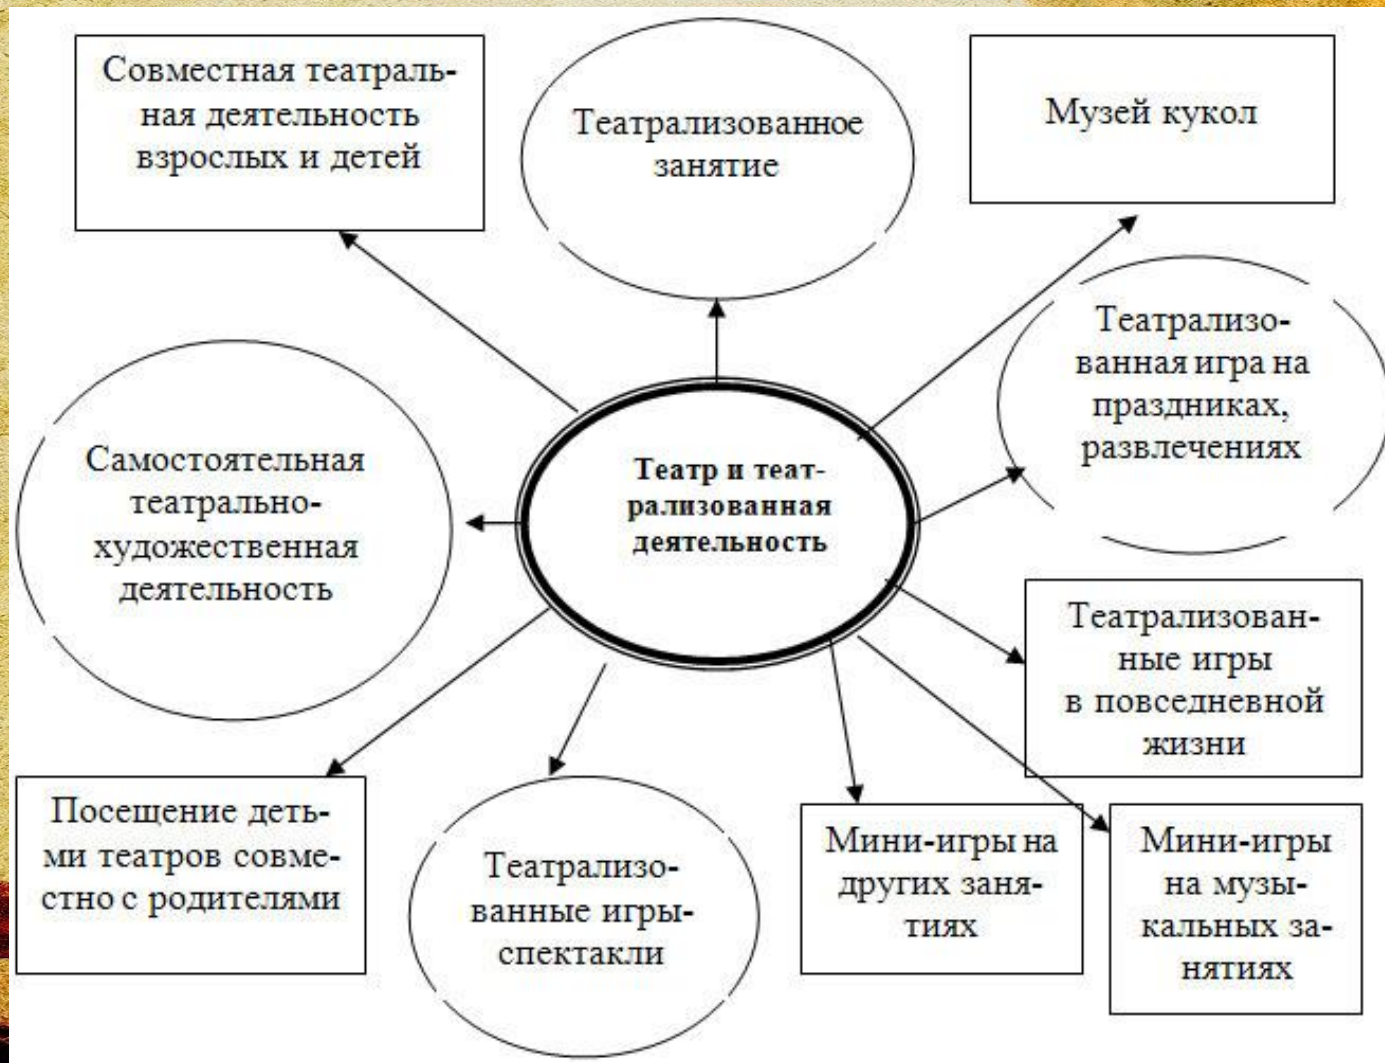 Совместная театраль-
ная деятельность
взрослых и детей
Театрализованное
занятие
Музей кукол
Театрализо-
ванная игра на
праздниках,
развлечениях
Самостоятельная
театрально-
художественная
деятельность
Театр и теат-
рализованная
деятельность
Театрализован-
ные игры
в повседневной
жизни
Посещение деть-
ми театров совме-
стно с родителями
Театрализо-
ванные игры-
спектакли
Мини-игры на
других заня-
тиях
Мини-игры
на музы-
кальных за-
нятиях